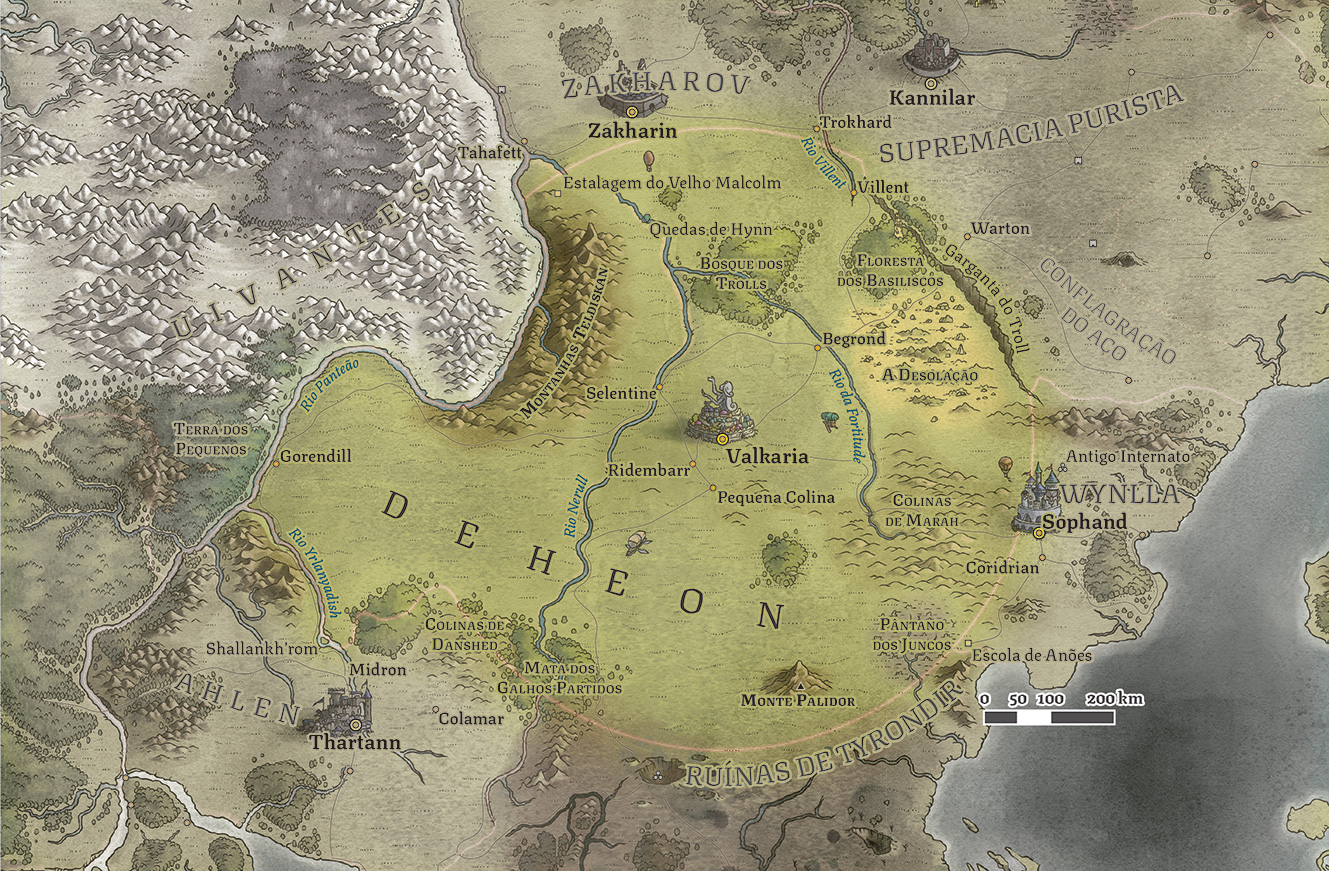 ZAKHAROV
Zakharin
Kannilar
SUPREMACIA PURISTA
Trokhard
Tahafett
Rio Villent
Estalagem do Velho Malcolm
Villent
UIVANTES
Quedas de Hynn
Warton
Bosque dos
Trolls
Floresta
dos Basiliscos
Garganta do Troll
CONFLAGRAÇÃO
DO AÇO
Montanhas Teldiskan
Begrond
Rio Panteão
A Desolação
Selentine
Rio da Fortitude
Terra dos
Pequenos
Gorendill
Valkaria
Ridembarr
Antigo Internato
Pequena Colina
WYNLLA
Colinas
de Marah
Sophand
Rio Nerull
DEHEON
Rio Yrlanyadish
Coridrian
Colinas de
Danshed
Pântano
dos Juncos
Shallankh'rom
Escola de Anões
Midron
Mata dos
Galhos Partidos
AHLEN
Monte Palidor
0 50 100 200 km
Colamar
Thartann
RUÍNAS DE TYRONDIR